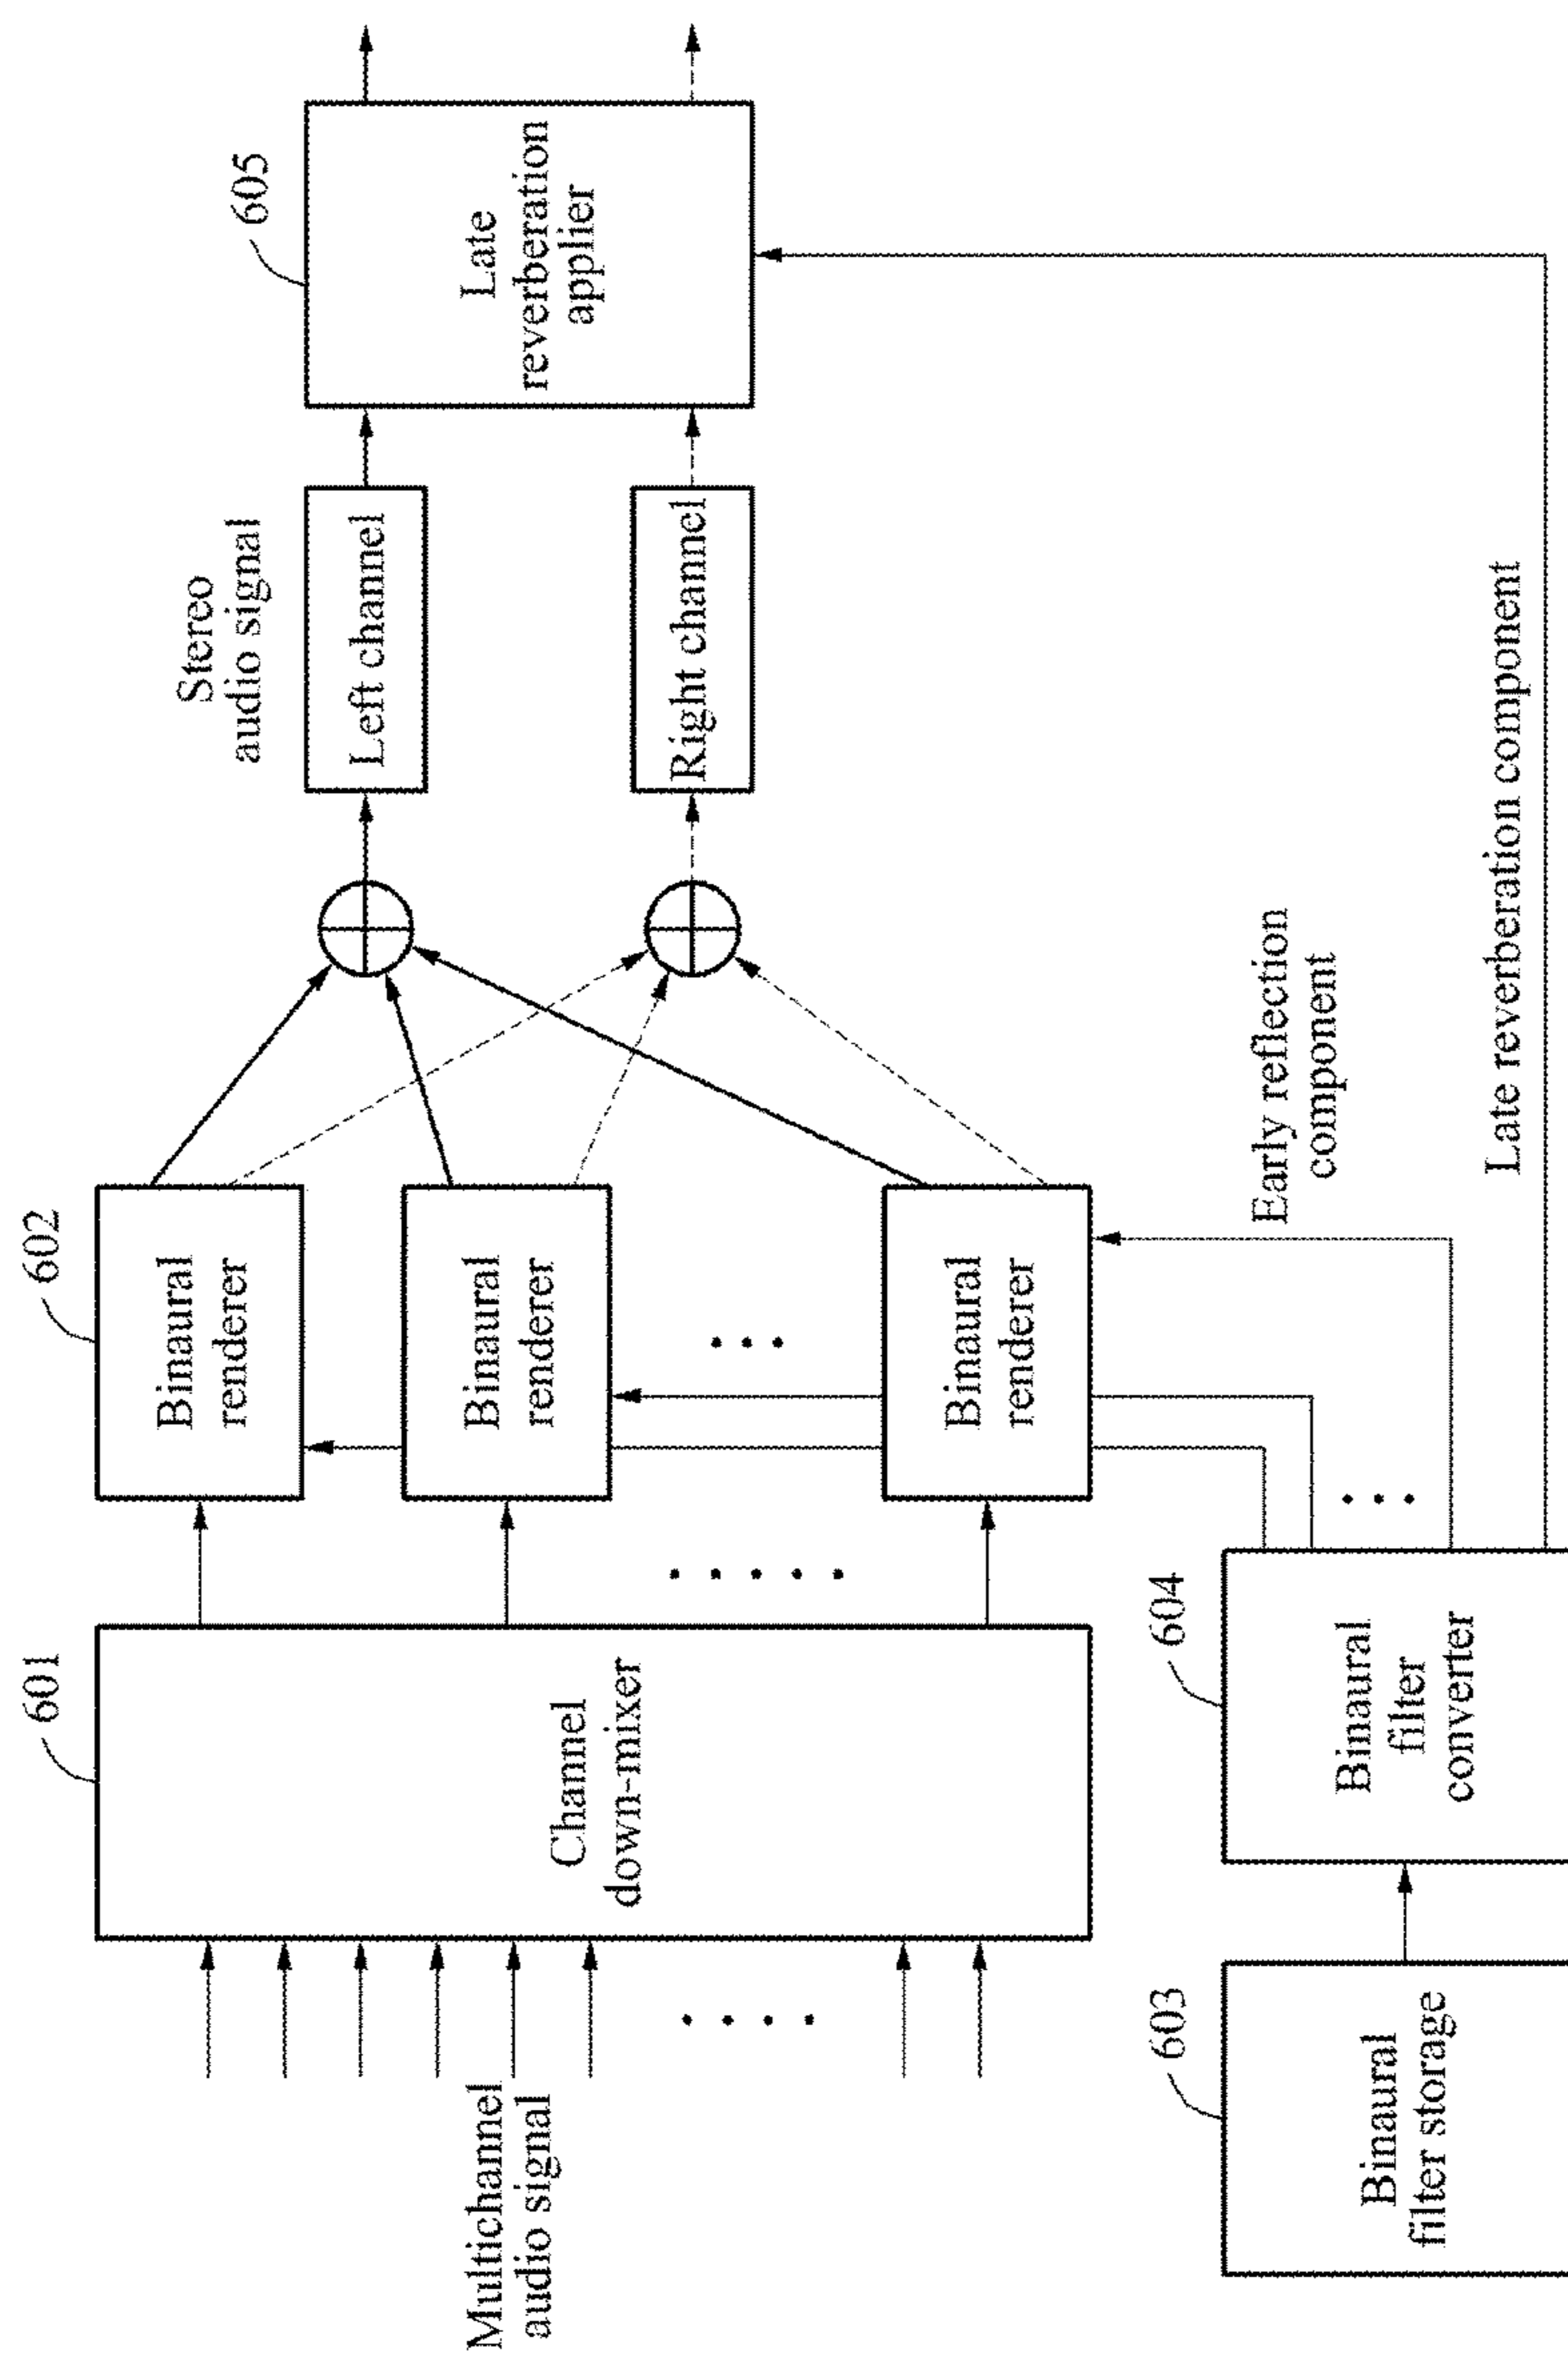 Multichannel
audio signal
601
Channel
down-mixer
602
Binaural
renderer
Binaural
renderer
Binaural
renderer
Stereo
audio signal
Left channel
Right channel
605
Late
reverberation
applier
603
Binaural
filter storage
604
Binaural
filter
converter
Early reflection
component
Late reverberation component